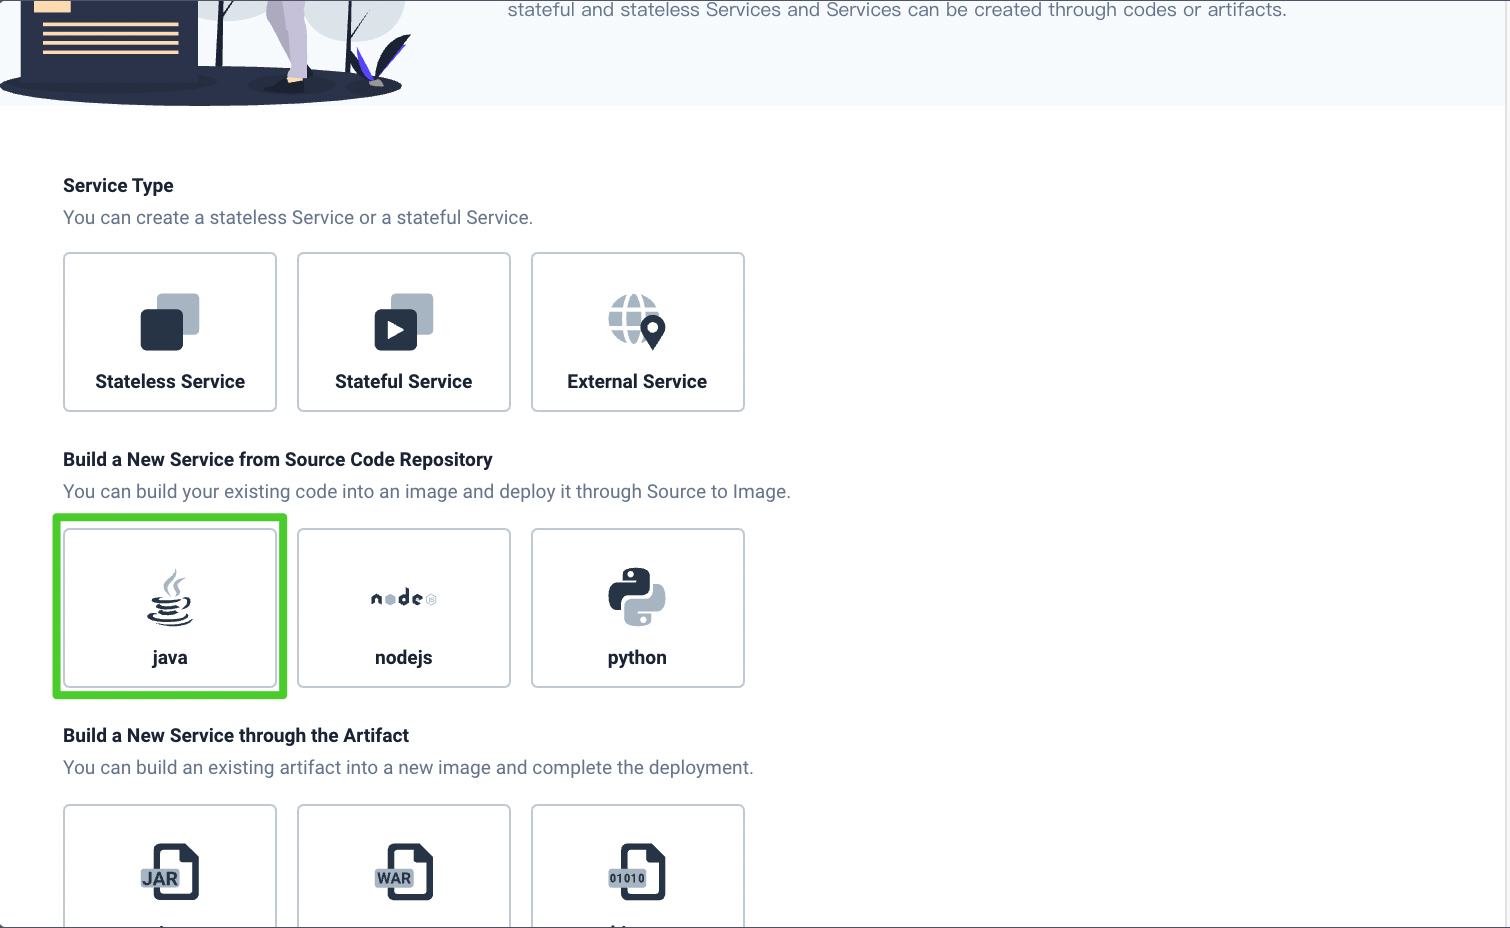 stateful and stateless Services and Services can be created through codes or artifacts.
Service Type
You can create a stateless Service or a stateful Service.
Stateless Service
Stateful Service
External Service
Build a New Service from Source Code Repository
You can build your existing code into an image and deploy it through Source to Image.
node JS
java
nodejs
python
Build a New Service through the Artifact
You can build an existing artifact into a new image and complete the deployment.
JAR
WAR
01010